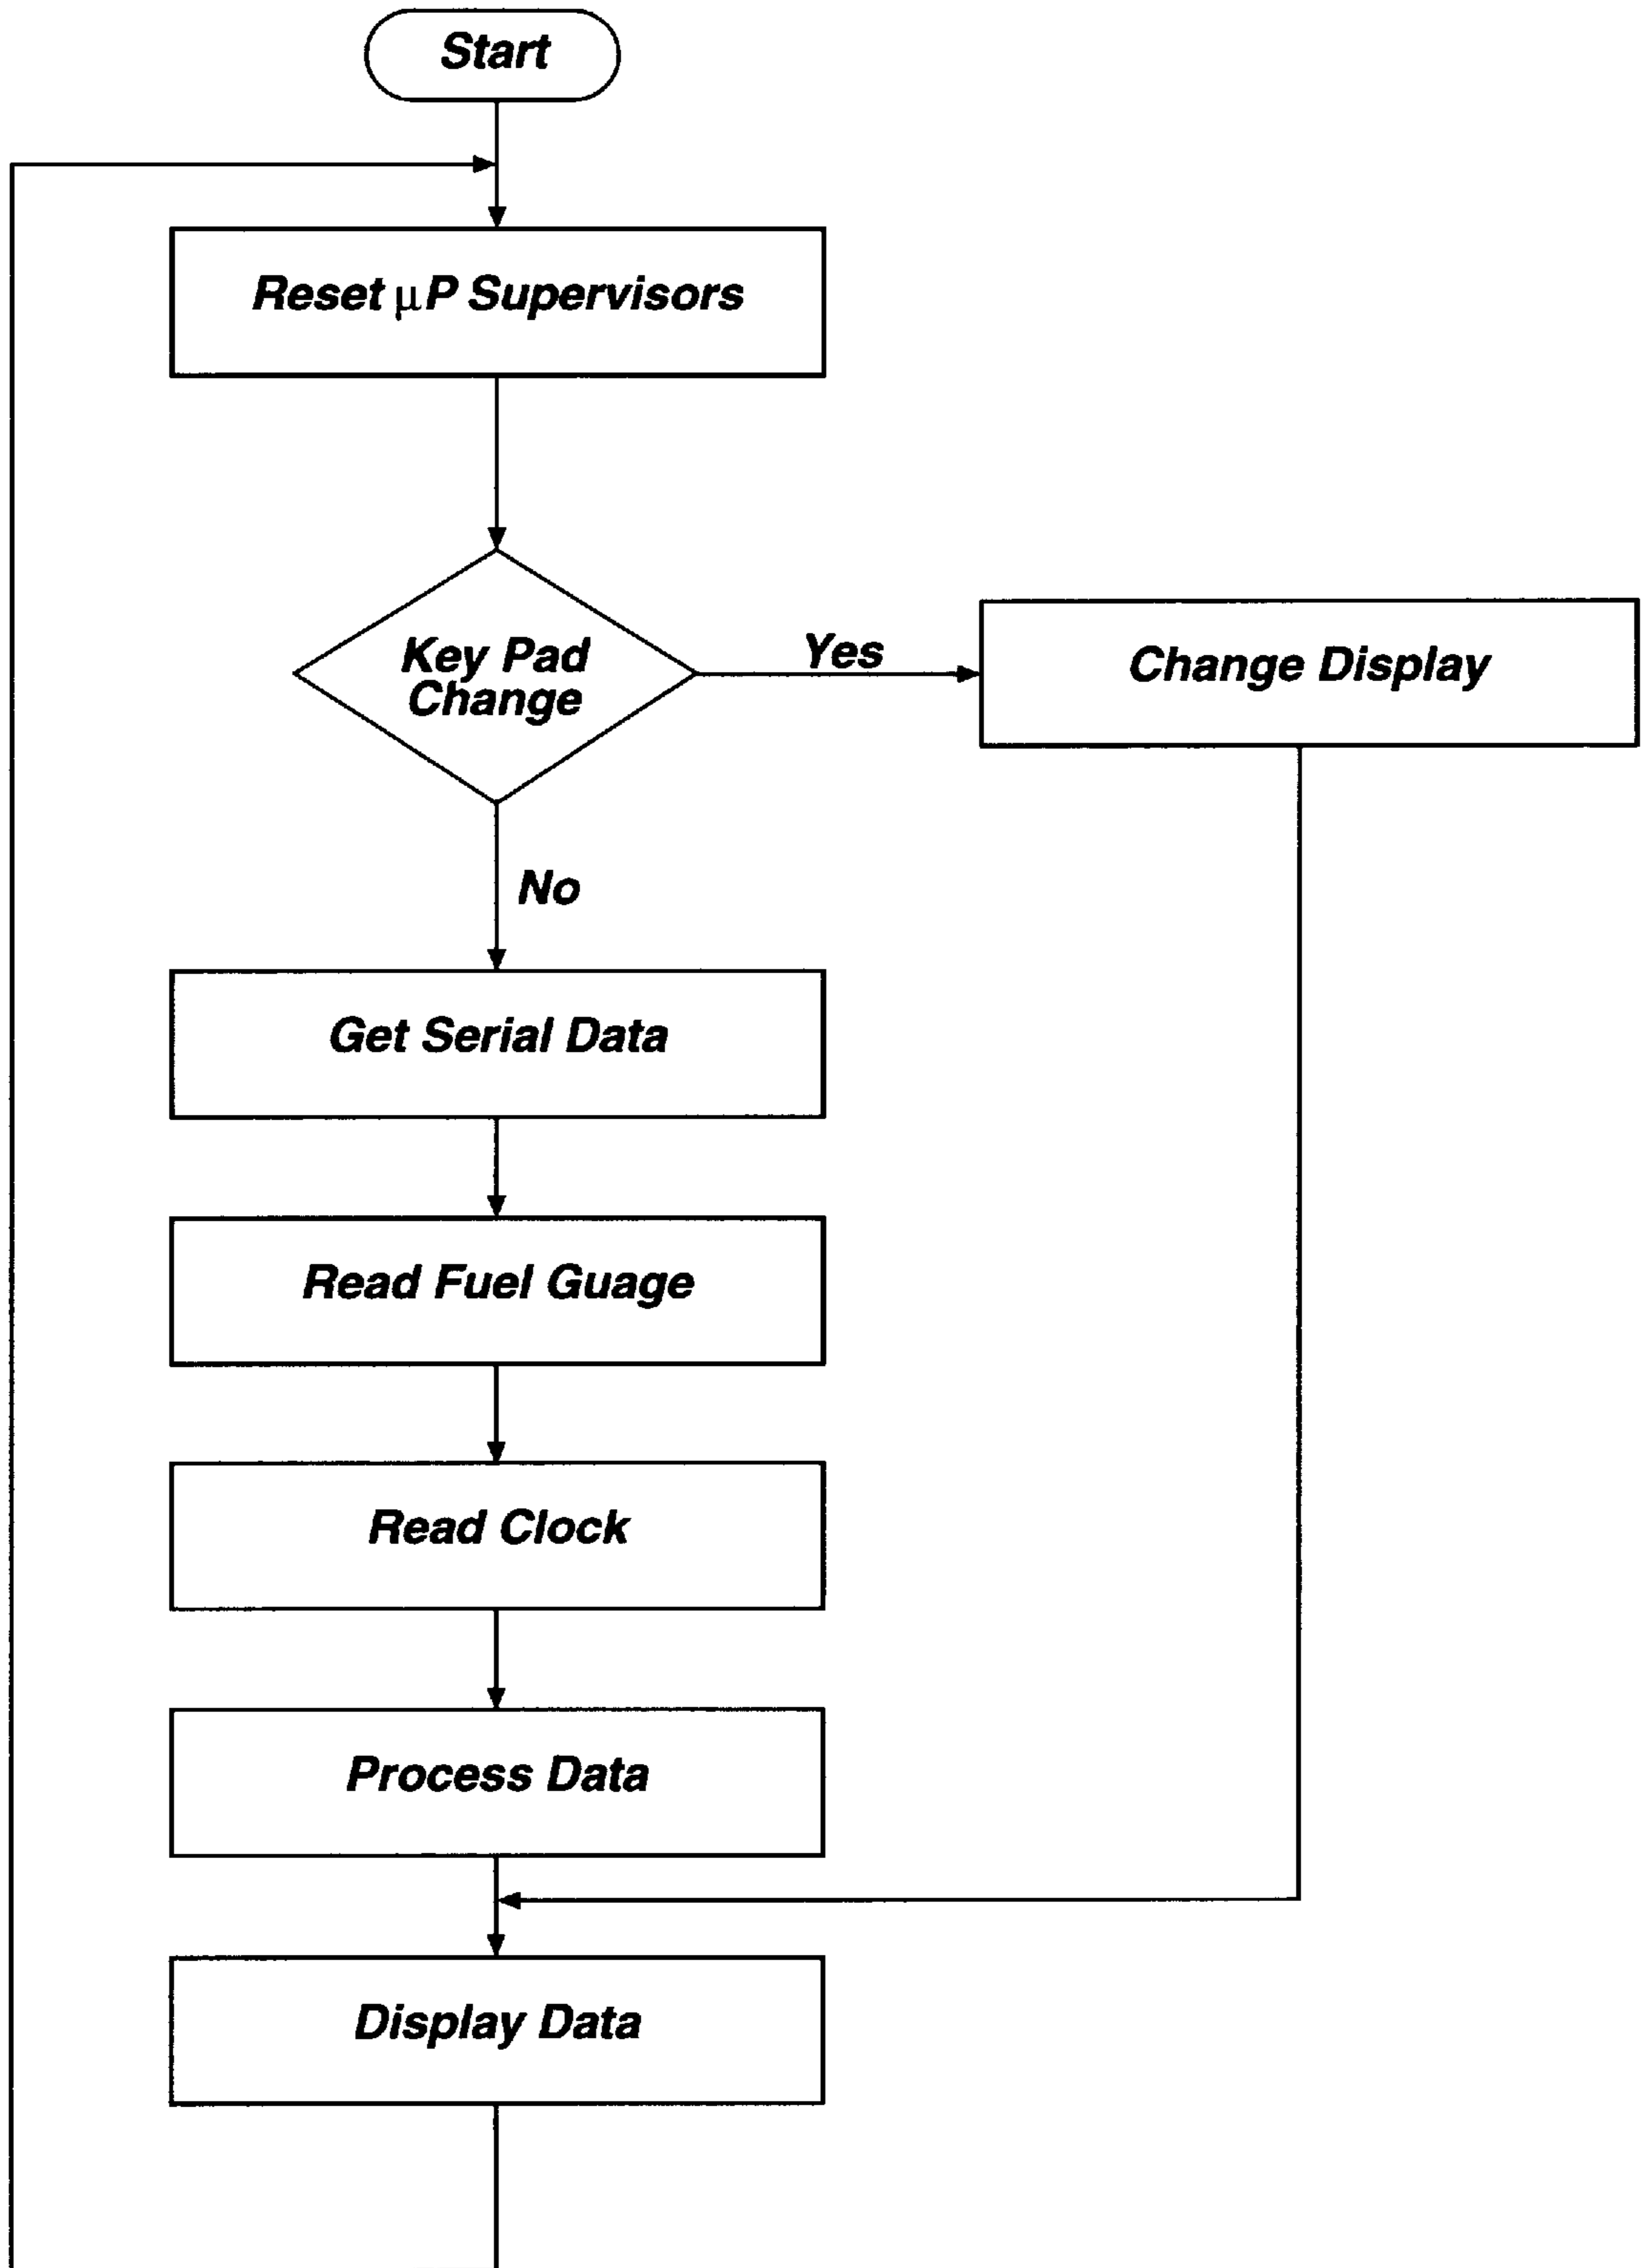 Start
Reset μP Supervisors
Key Pad
Change
Yes
Change Display
No
Get Serial Data
Read Fuel Guage
Read Clock
Process Data
Display Data